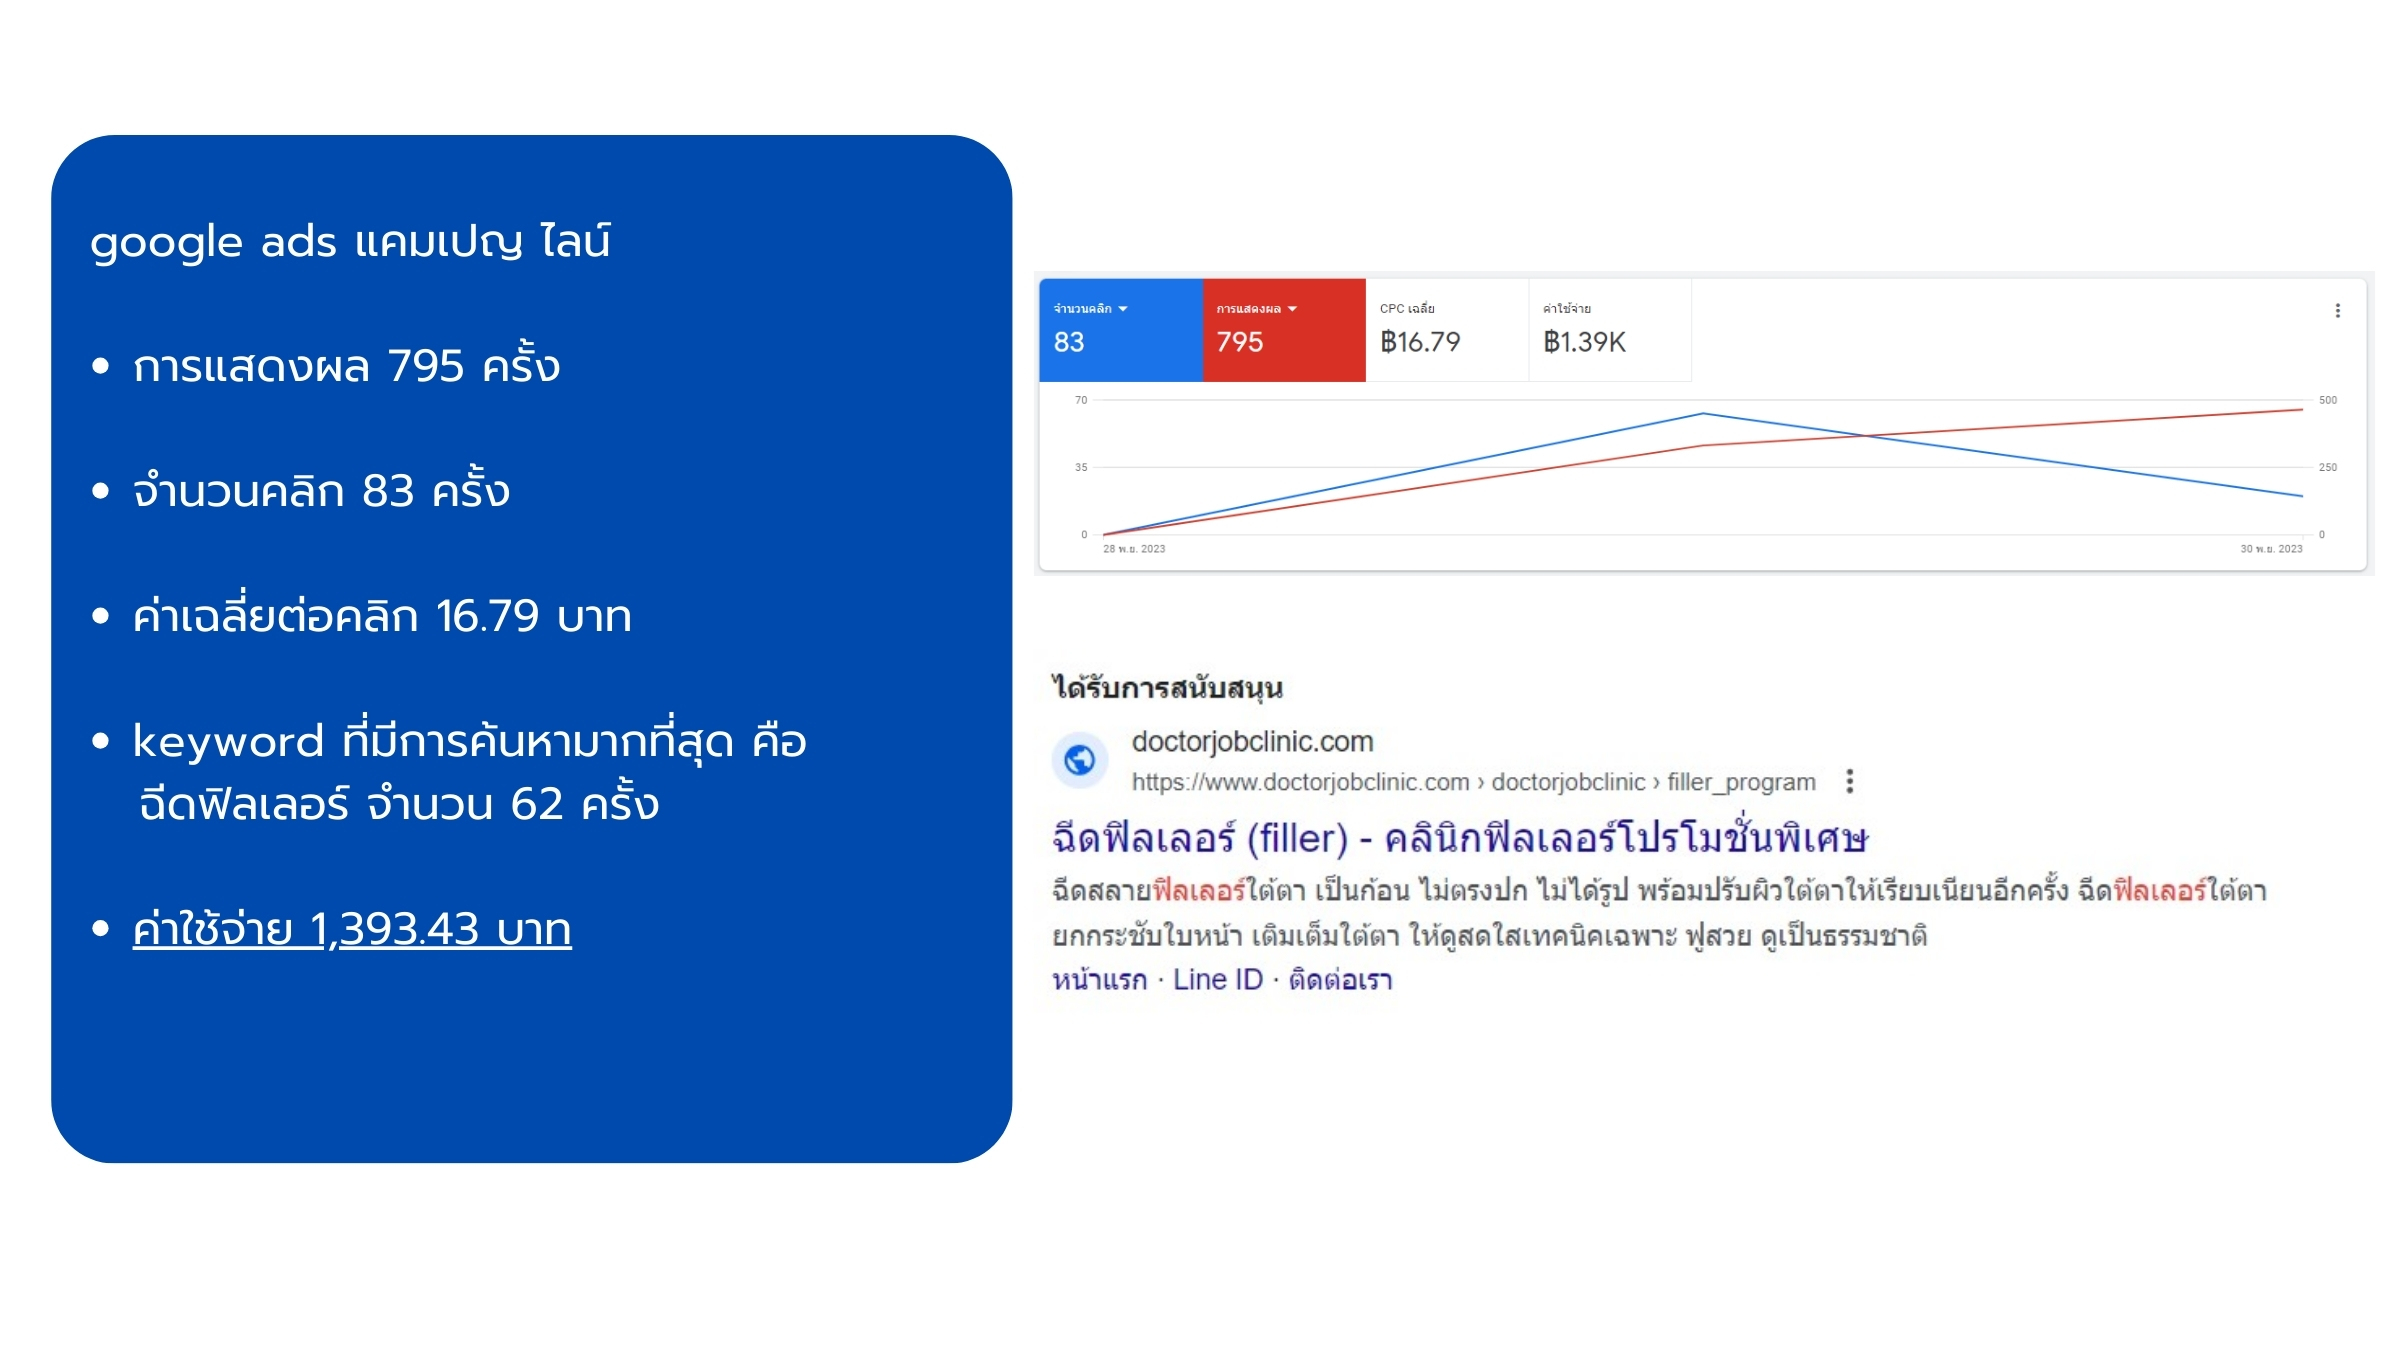 google ads แคมเปญ ไลน์
• การแสดงผล 795 ครั้ง
• จำนวนคลิก 83 ครั้ง
• ค่าเฉลี่ยต่อคลิก 16.79 บาท
• keyword ที่มีการค้นหามากที่สุด คือ
ฉีดฟิลเลอร์ จำนวน 62 ครั้ง
• ค่าใช้จ่าย 1,393.43 บาท
จำนวนคลิก การแสดงผล CPC เฉลี่ย ค่าใช้จ่าย
83 795 ฿16.79 ฿1.39K
70 500
35 250
0 0
28 พ.ย. 2023 30 พ.ย. 2023
ได้รับการสนับสนุน
doctorjobclinic.com
https://www.doctorjobclinic.com › doctorjobclinic › filler_program
ฉีดฟิลเลอร์ (filler) - คลินิกฟิลเลอร์โปรโมชั่นพิเศษ
ฉีดสลายฟิลเลอร์ใต้ตา เป็นก้อน ไม่ตรงปก ไม่ได้รูป พร้อมปรับผิวใต้ตาให้เรียบเนียนอีกครั้ง ฉีดฟิลเลอร์ใต้ตา
ยกกระชับใบหน้า เติมเต็มใต้ตา ให้ดูสดใสเทคนิคเฉพาะ ฟูสวย ดูเป็นธรรมชาติ
หน้าแรก · Line ID · ติดต่อเรา